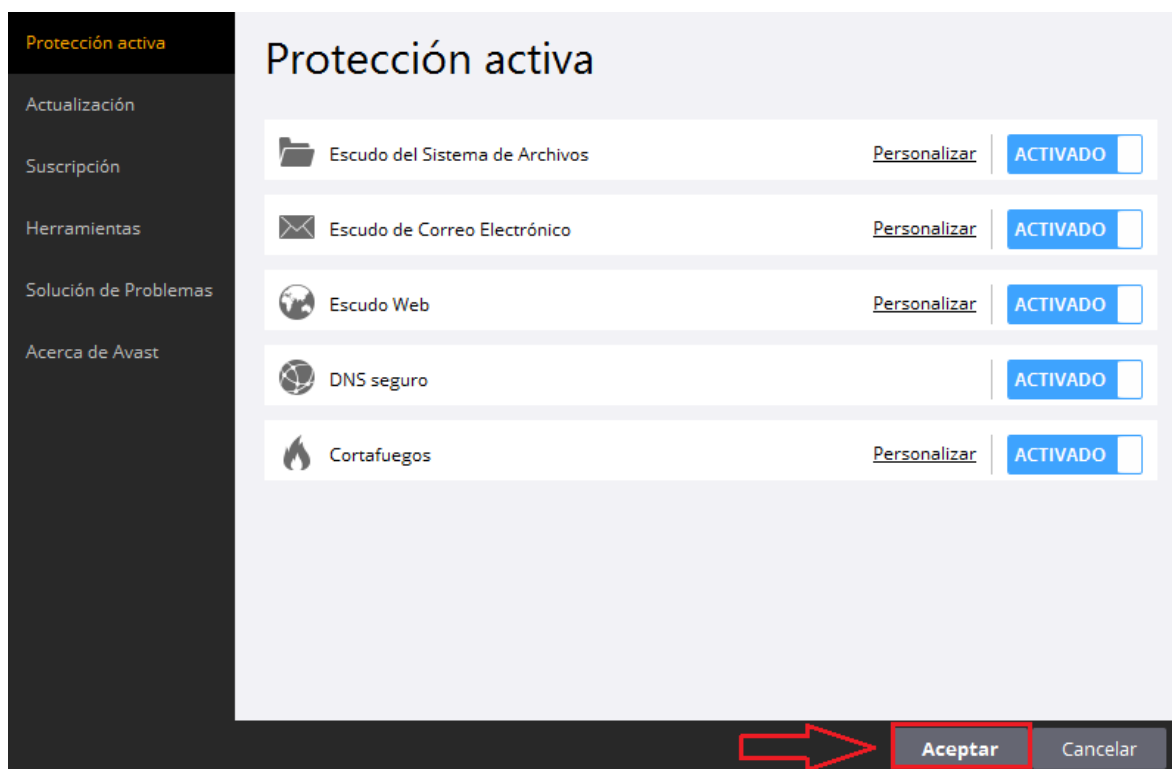 Protección activa
Actualización
Suscripción
Herramientas
Solución de Problemas
Acerca de Avast
Protección activa
Escudo del Sistema de Archivos Personalizar ACTIVADO
Escudo de Correo Electrónico Personalizar ACTIVADO
Escudo Web Personalizar ACTIVADO
DNS seguro ACTIVADO
Cortafuegos Personalizar ACTIVADO
Aceptar Cancelar